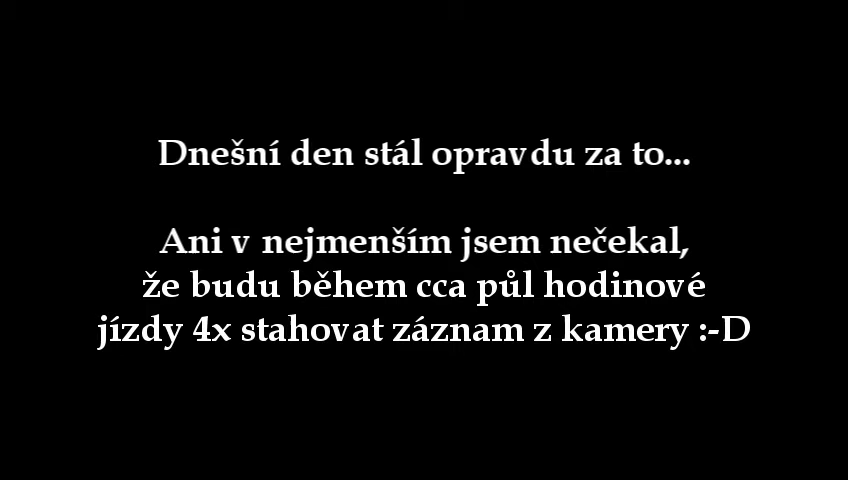 Dnešní den stál opravdu za to...
Ani v nejmenším jsem nečekal,
že budu během cca půl hodinové
jízdy 4x stahovat záznam z kamery :-D